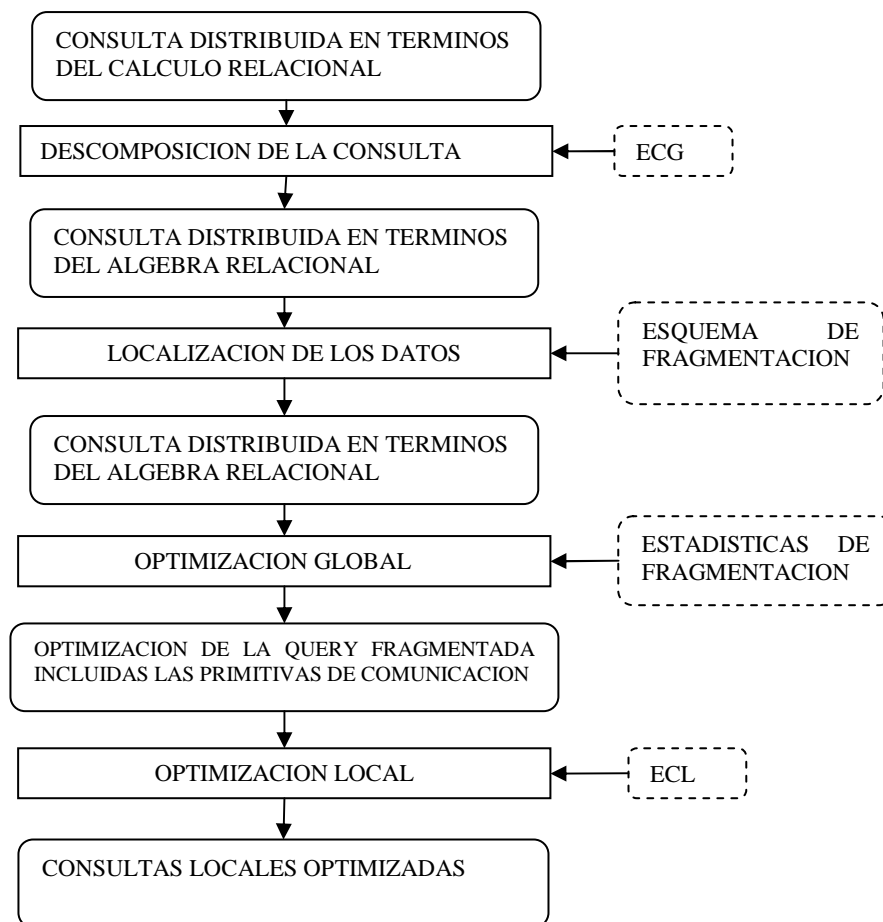 CONSULTA DISTRIBUIDA EN TERMINOS
DEL CALCULO RELACIONAL
DESCOMPOSICION DE LA CONSULTA
ECG
CONSULTA DISTRIBUIDA EN TERMINOS
DEL ALGEBRA RELACIONAL
LOCALIZACION DE LOS DATOS
ESQUEMA DE
FRAGMENTACION
CONSULTA DISTRIBUIDA EN TERMINOS
DEL ALGEBRA RELACIONAL
OPTIMIZACION GLOBAL
ESTADISTICAS DE
FRAGMENTACION
OPTIMIZACION DE LA QUERY FRAGMENTADA
INCLUIDAS LAS PRIMITIVAS DE COMUNICACION
OPTIMIZACION LOCAL
ECL
CONSULTAS LOCALES OPTIMIZADAS